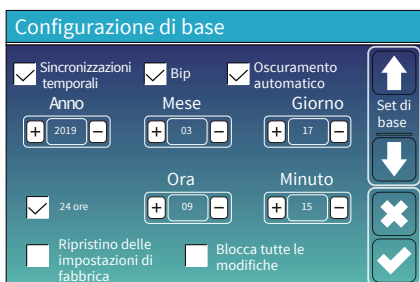 Configurazione di base
Sincronizzazioni
temporali
Bip
Oscuramento
automatico
Anno
Mese
Giorno
+ 2019 −
+ 03 −
+ 17 −
Set di
base
Ora
Minuto
24 ore
+ 09 −
+ 15 −
Ripristino delle
impostazioni di
fabbrica
Blocca tutte le
modifiche